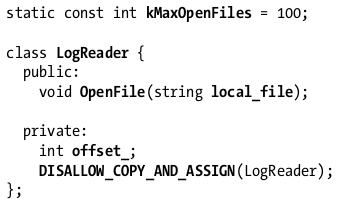 static const int kMaxOpenFiles = 100;
class LogReader {
  public:
    void OpenFile(string local_file);
  private:
    int offset_;
    DISALLOW_COPY_AND_ASSIGN(LogReader);
};